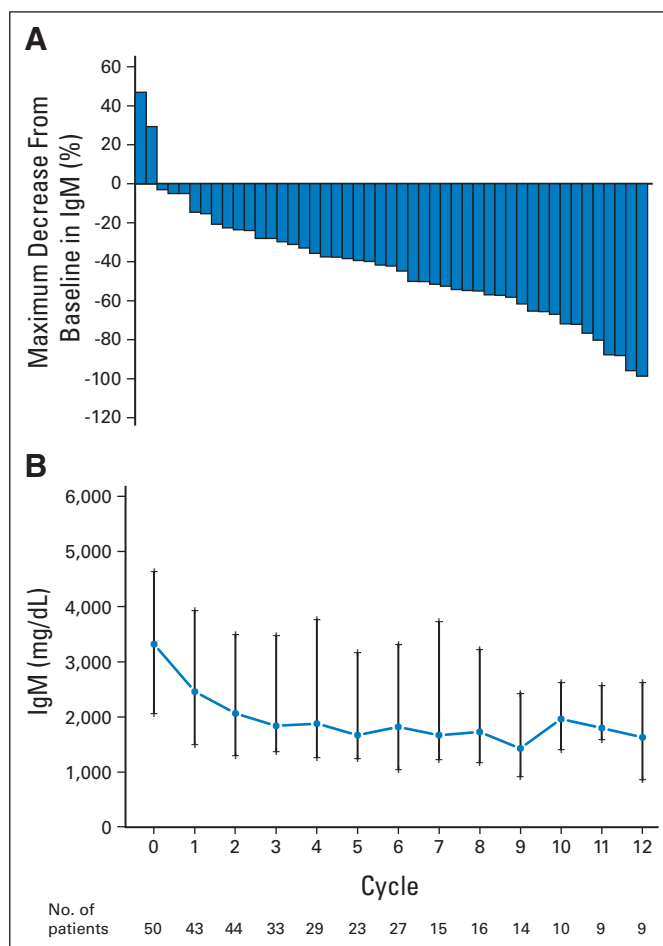 A
Maximum Decrease From
Baseline in IgM (%)
60
40
20
0
-20
-40
-60
-80
-100
-120
B
IgM (mg/dL)
6,000
5,000
4,000
3,000
2,000
1,000
0
0 1 2 3 4 5 6 7 8 9 10 11 12
Cycle
No. of
patients 50 43 44 33 29 23 27 15 16 14 10 9 9